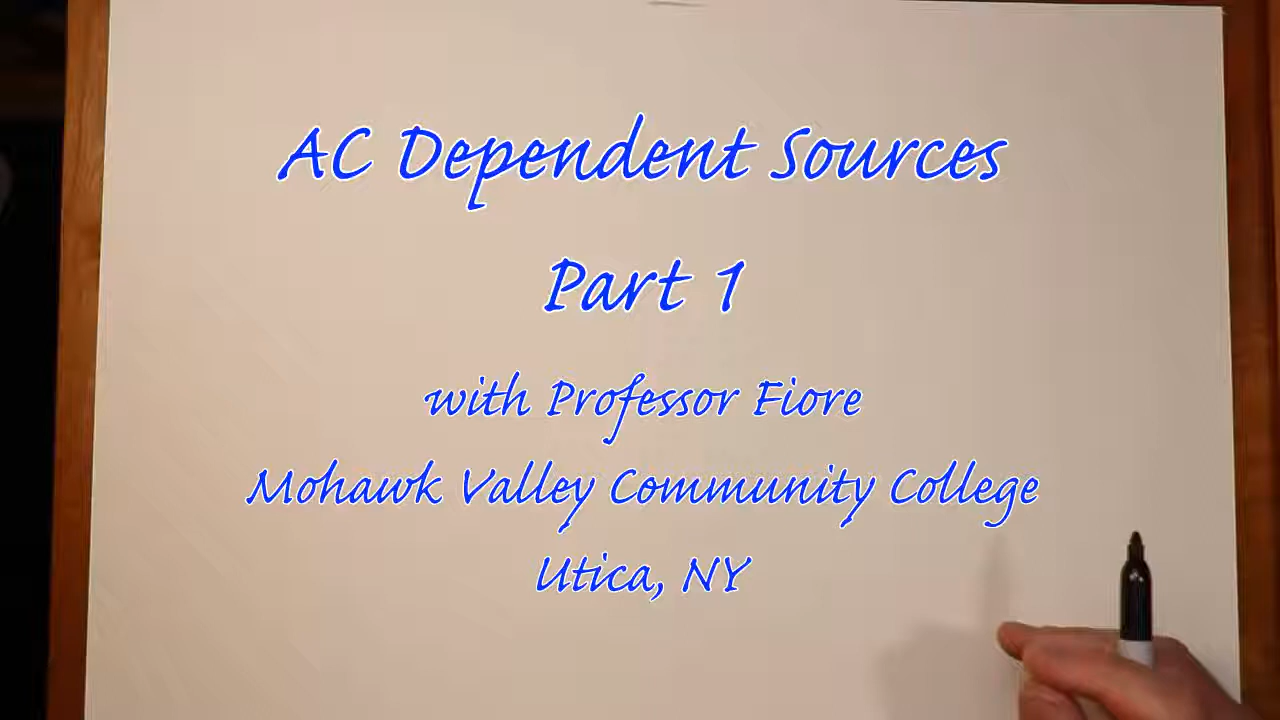 AC Dependent Sources
Part 1
with Professor Fiore
Mohawk Valley Community College
Utica, NY